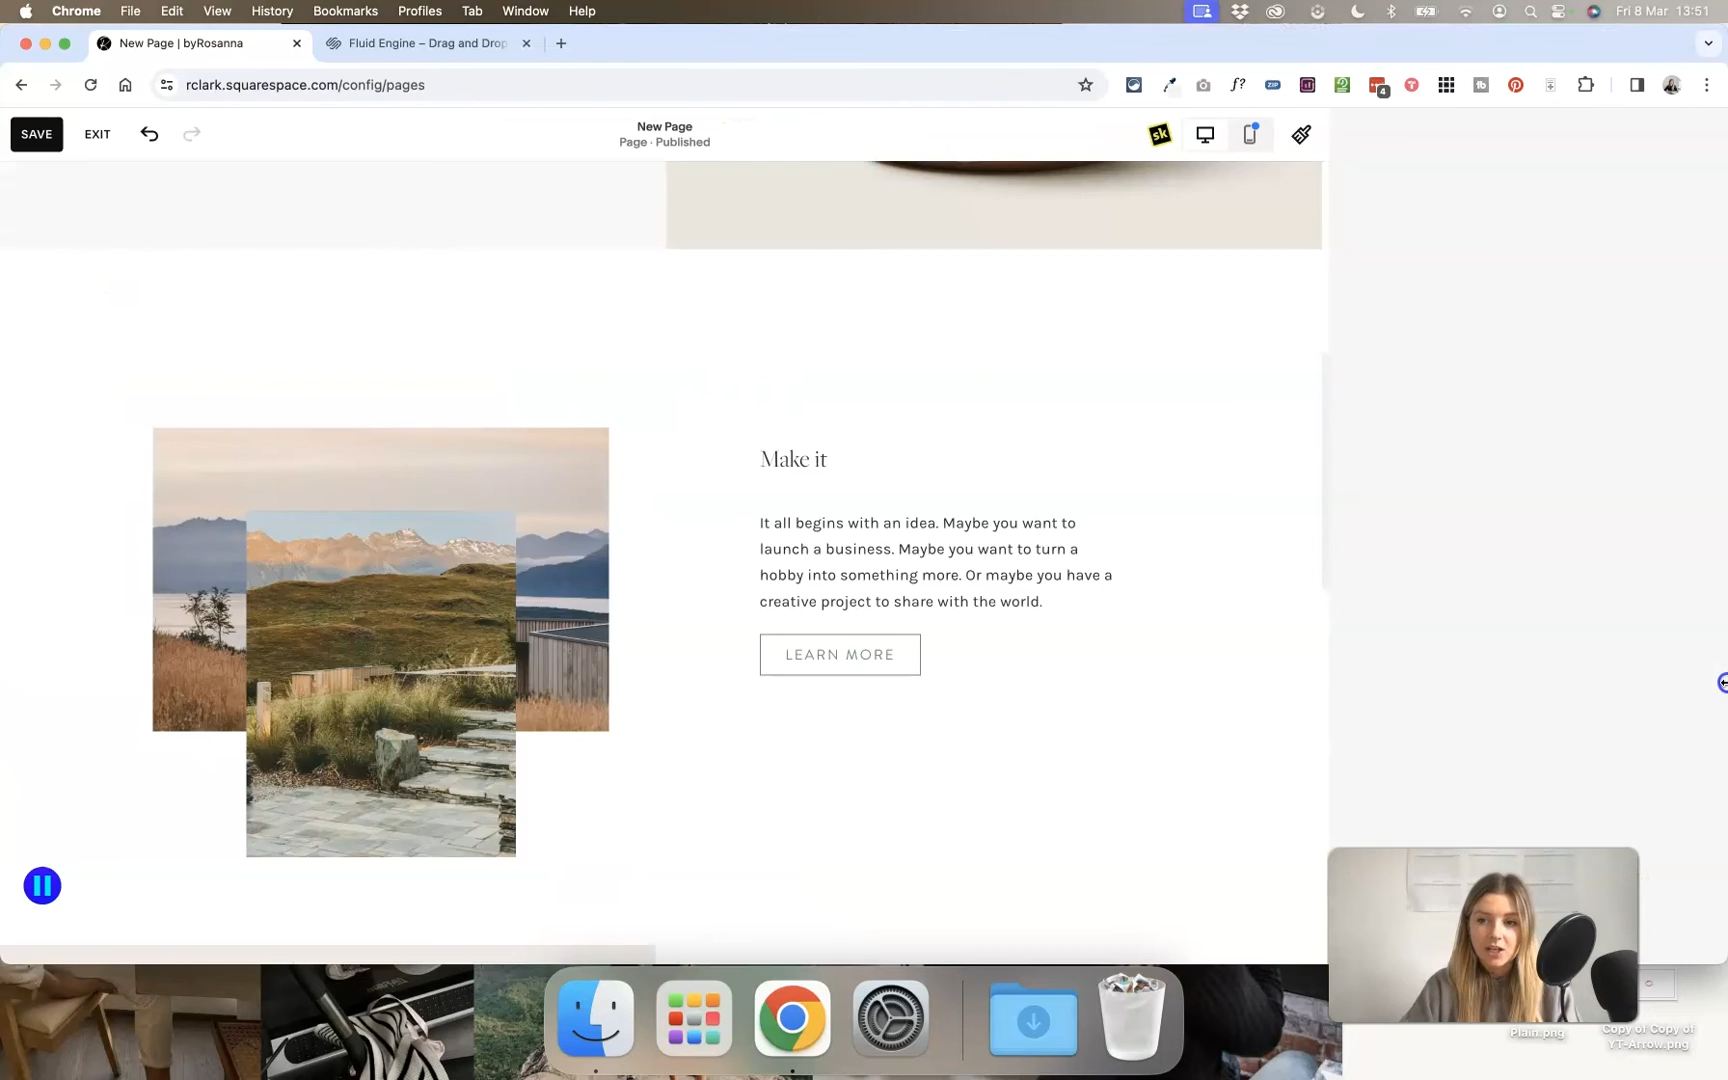 Chrome File Edit View History Bookmarks Profiles Tab Window Help Fri 8 Mar 13:51
New Page | byRosanna Fluid Engine – Drag and Drop
rclark.squarespace.com/config/pages
f?
ZIP
4
SAVE EXIT New Page
Page · Published
sk
Make it
It all begins with an idea. Maybe you want to
launch a business. Maybe you want to turn a
hobby into something more. Or maybe you have a
creative project to share with the world.
LEARN MORE
Plain.png
Copy of Copy of
YT-Arrow.png